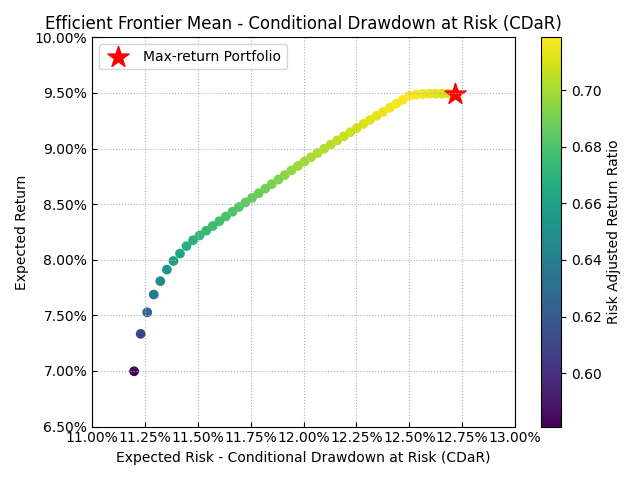 Efficient Frontier Mean - Conditional Drawdown at Risk (CDaR)
Max-return Portfolio
10.00%
9.50%
9.00%
8.50%
8.00%
7.50%
7.00%
6.50%
Expected Return
11.00% 11.25% 11.50% 11.75% 12.00% 12.25% 12.50% 12.75% 13.00%
Expected Risk - Conditional Drawdown at Risk (CDaR)
0.70
0.68
0.66
0.64
0.62
0.60
Risk Adjusted Return Ratio